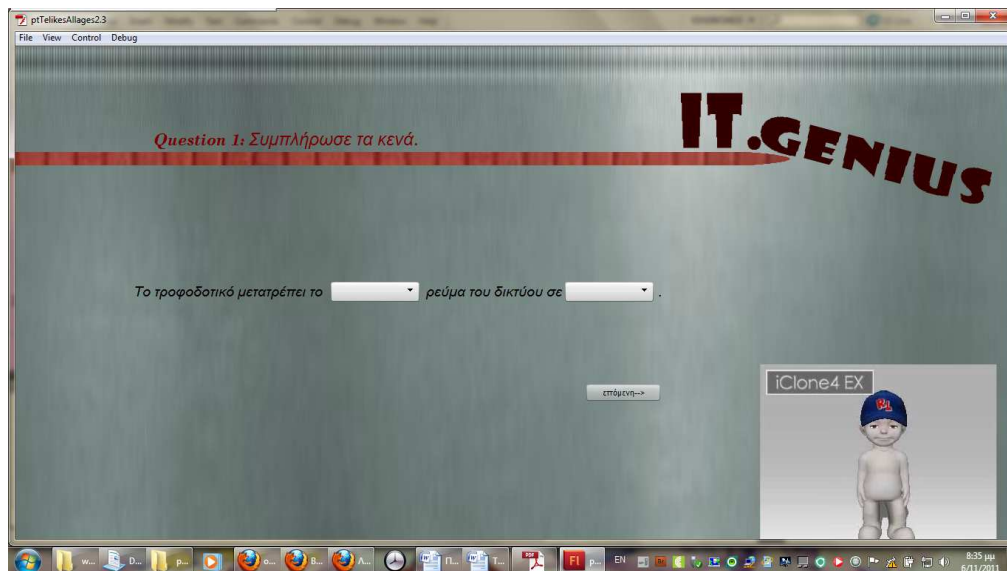 ptTelikesAllages2.3
File View Control Debug
IT.GENIUS
Question 1: Συμπλήρωσε τα κενά.
Το τροφοδοτικό μετατρέπει το ρεύμα του δικτύου σε .
επόμενη-->
iClone4 EX
RL
w... D... p... a... B... Λ... Π... T... p... EN 8:35 μμ
6/11/2011